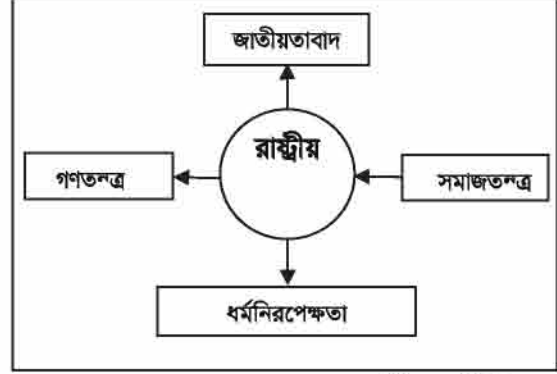 জাতীয়তাবাদ
রাষ্ট্রীয়
গণতন্ত্র
সমাজতন্ত্র
ধর্মনিরপেক্ষতা